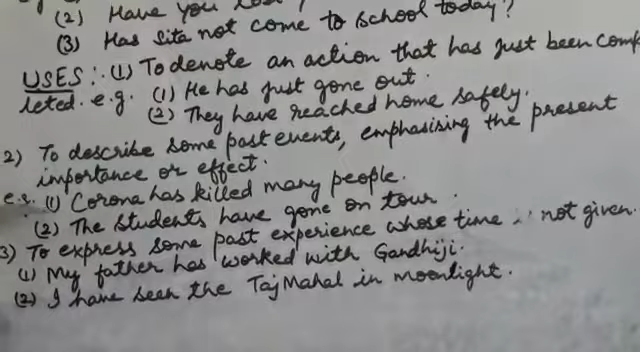 (2) Have you
(3) Has Sita not come to school today?
USES :. (1) To denote an action that has just been comp
leted. e.g. (1) He has just gone out.
(2) They have reached home safely.
2) To describe some past events, emphasising the present
importance or effect.
e.g. (1) Corona has killed many people.
(2) The students have gone on tour.
3) To express some past experience whose time is not given.
(1) My father has worked with Gandhiji.
(2) I have seen the Taj Mahal in moonlight.